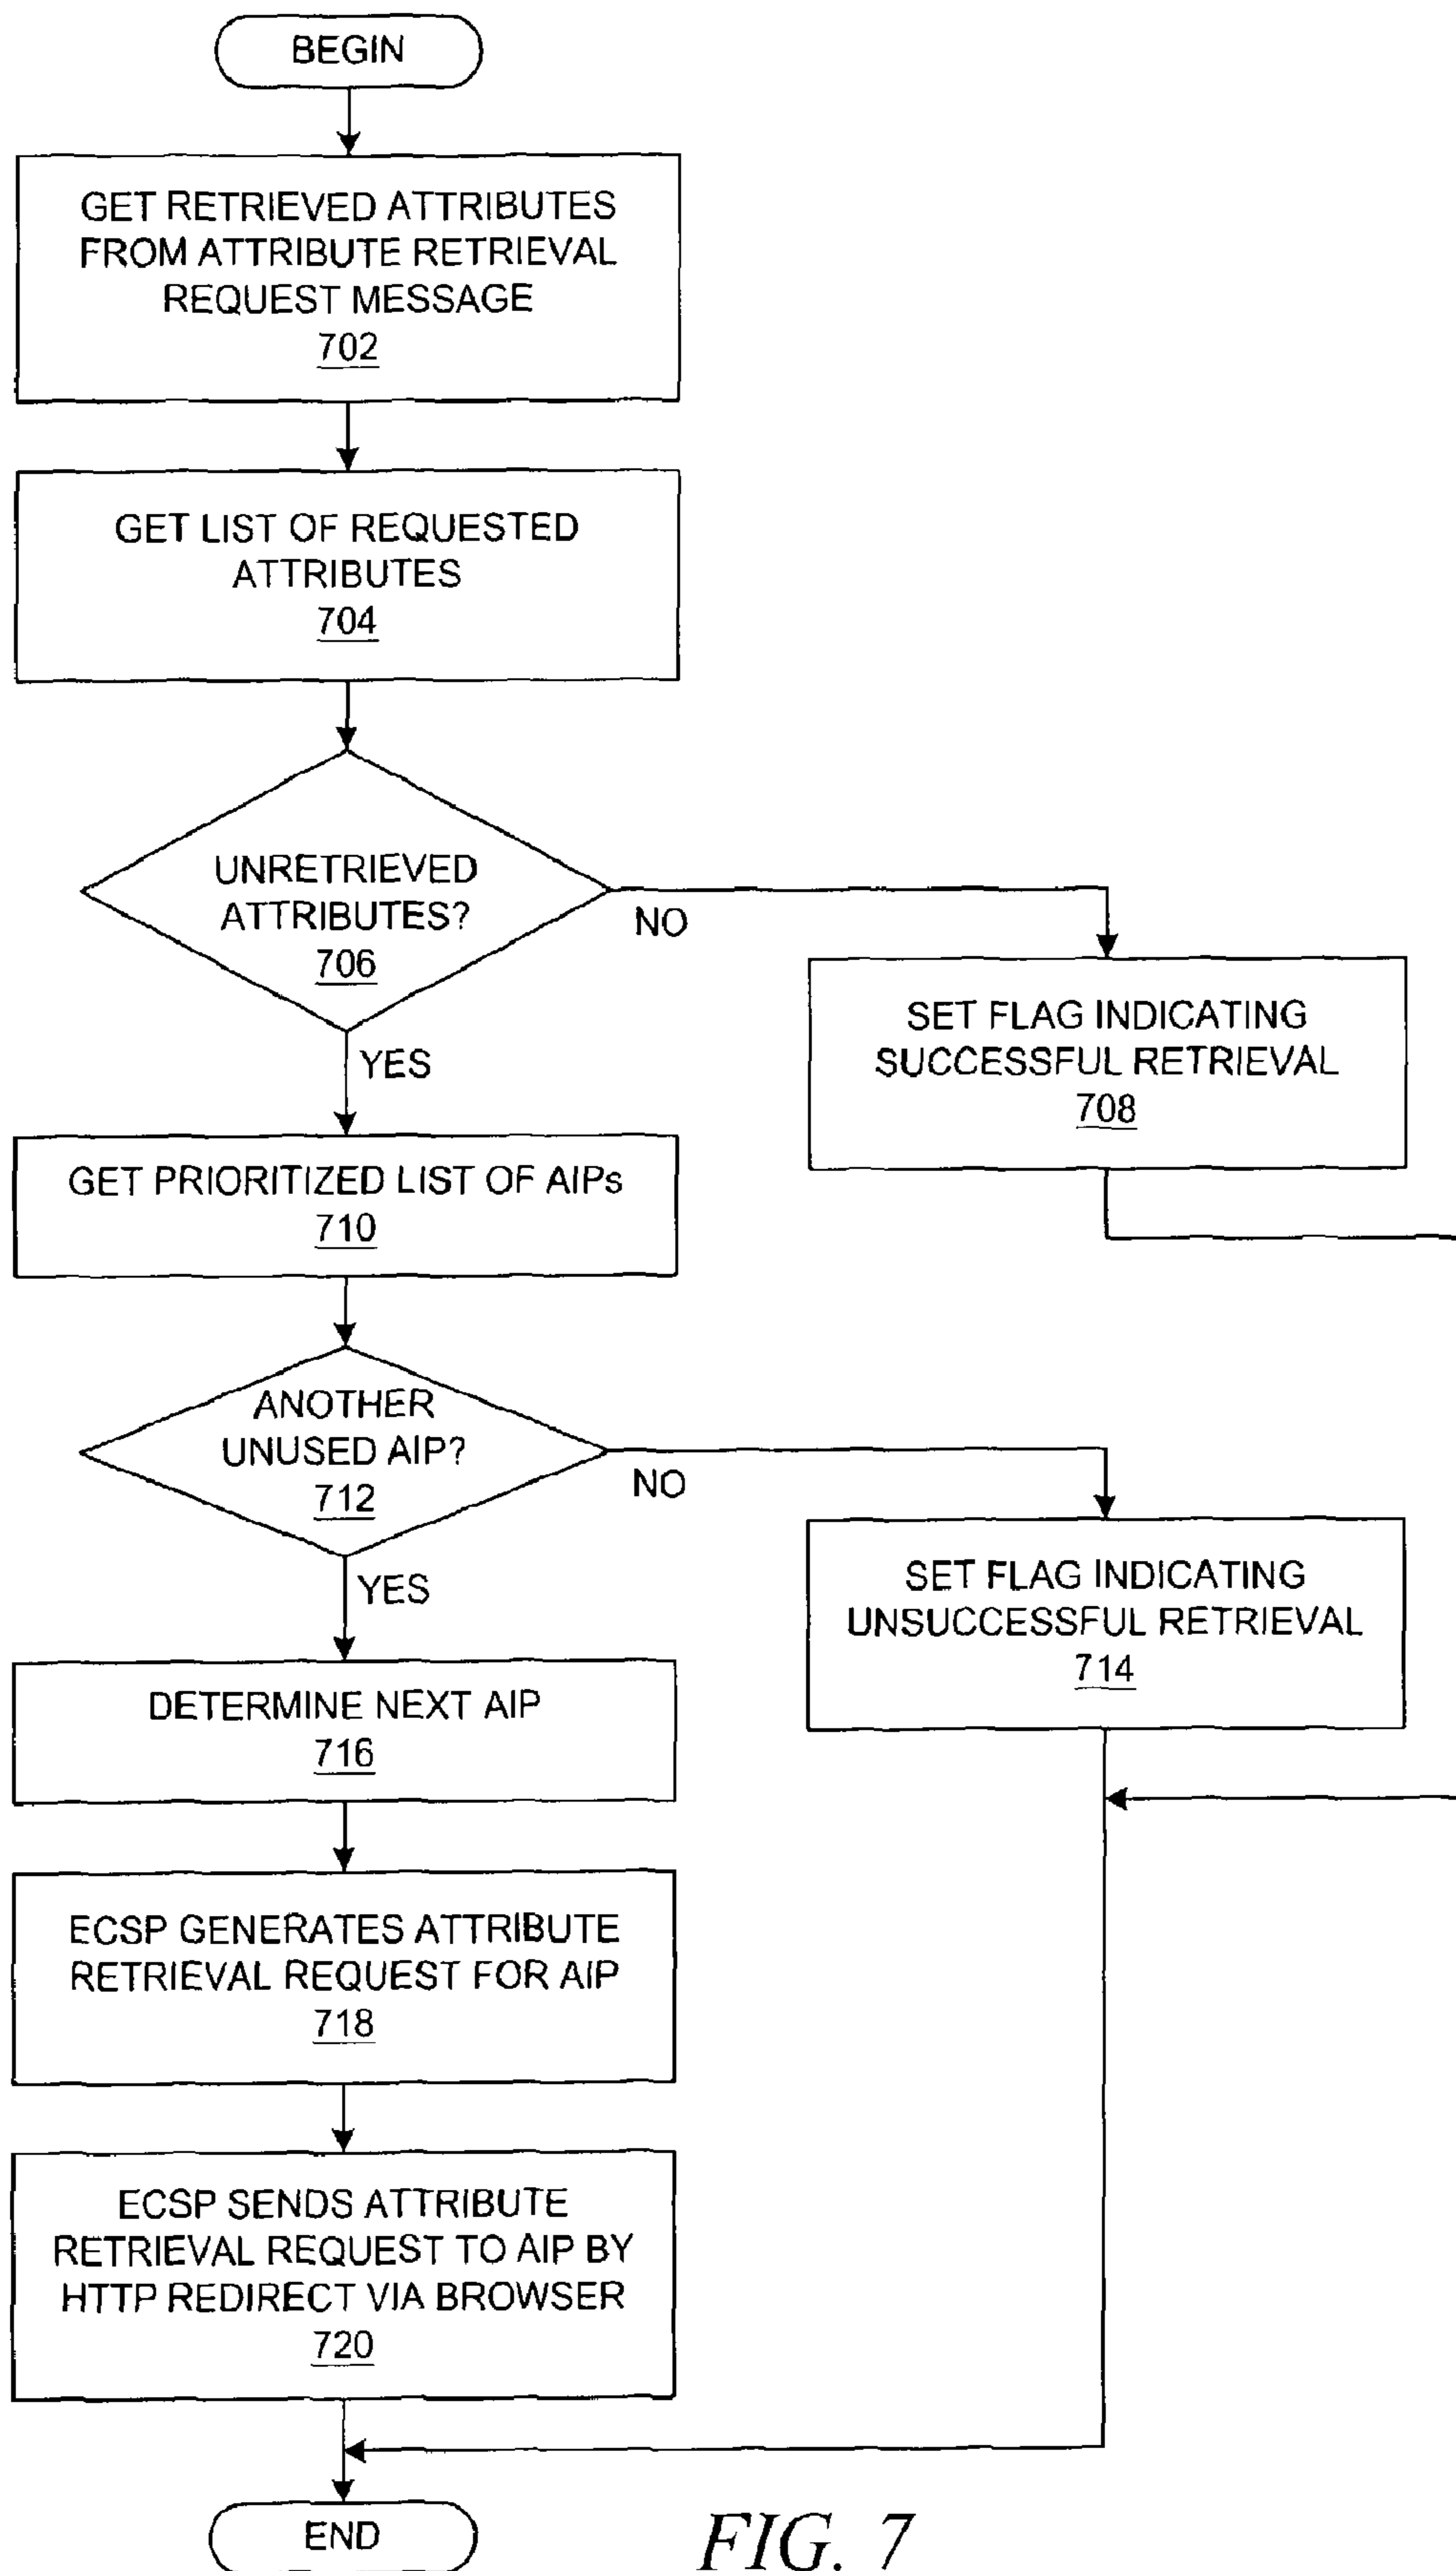 BEGIN
GET RETRIEVED ATTRIBUTES
FROM ATTRIBUTE RETRIEVAL
REQUEST MESSAGE
702
GET LIST OF REQUESTED
ATTRIBUTES
704
UNRETRIEVED
ATTRIBUTES?
706
NO
YES
SET FLAG INDICATING
SUCCESSFUL RETRIEVAL
708
GET PRIORITIZED LIST OF AIPs
710
ANOTHER
UNUSED AIP?
712
NO
YES
SET FLAG INDICATING
UNSUCCESSFUL RETRIEVAL
714
DETERMINE NEXT AIP
716
ECSP GENERATES ATTRIBUTE
RETRIEVAL REQUEST FOR AIP
718
ECSP SENDS ATTRIBUTE
RETRIEVAL REQUEST TO AIP BY
HTTP REDIRECT VIA BROWSER
720
END
FIG. 7